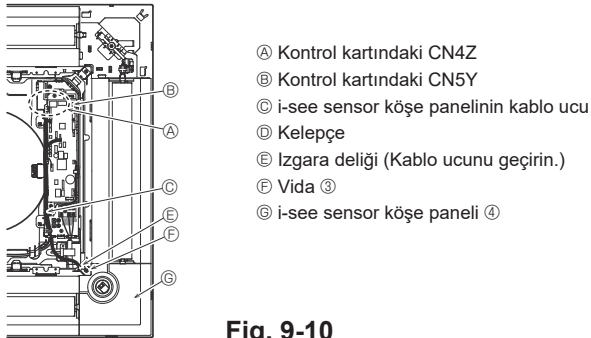 Ⓑ
Ⓐ
Ⓒ
Ⓔ
Ⓕ
Ⓖ
Ⓐ Kontrol kartındaki CN4Z
Ⓑ Kontrol kartındaki CN5Y
Ⓒ i-see sensor köşe panelinin kablo ucu
Ⓓ Kelepçe
Ⓔ Izgara deliği (Kablo ucunu geçirin.)
Ⓕ Vida ③
Ⓖ i-see sensor köşe paneli ④
Fig. 9-10